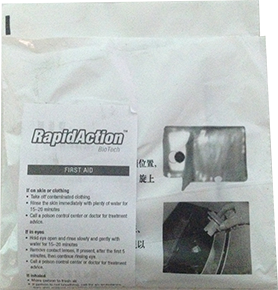 RapidAction™
BioTech
FIRST AID
If on skin or clothing
• Take off contaminated clothing
• Rinse the skin immediately with plenty of water for
15-20 minutes
• Call a poison control center or doctor for treatment
advice.
If in eyes
• Hold eye open and rinse slowly and gently with
water for 15-20 minutes
• Remove contact lenses, if present, after the first 5
minutes, then continue rinsing eye.
• Call a poison control center or doctor for treatment
advice.
位置,
旋上
以